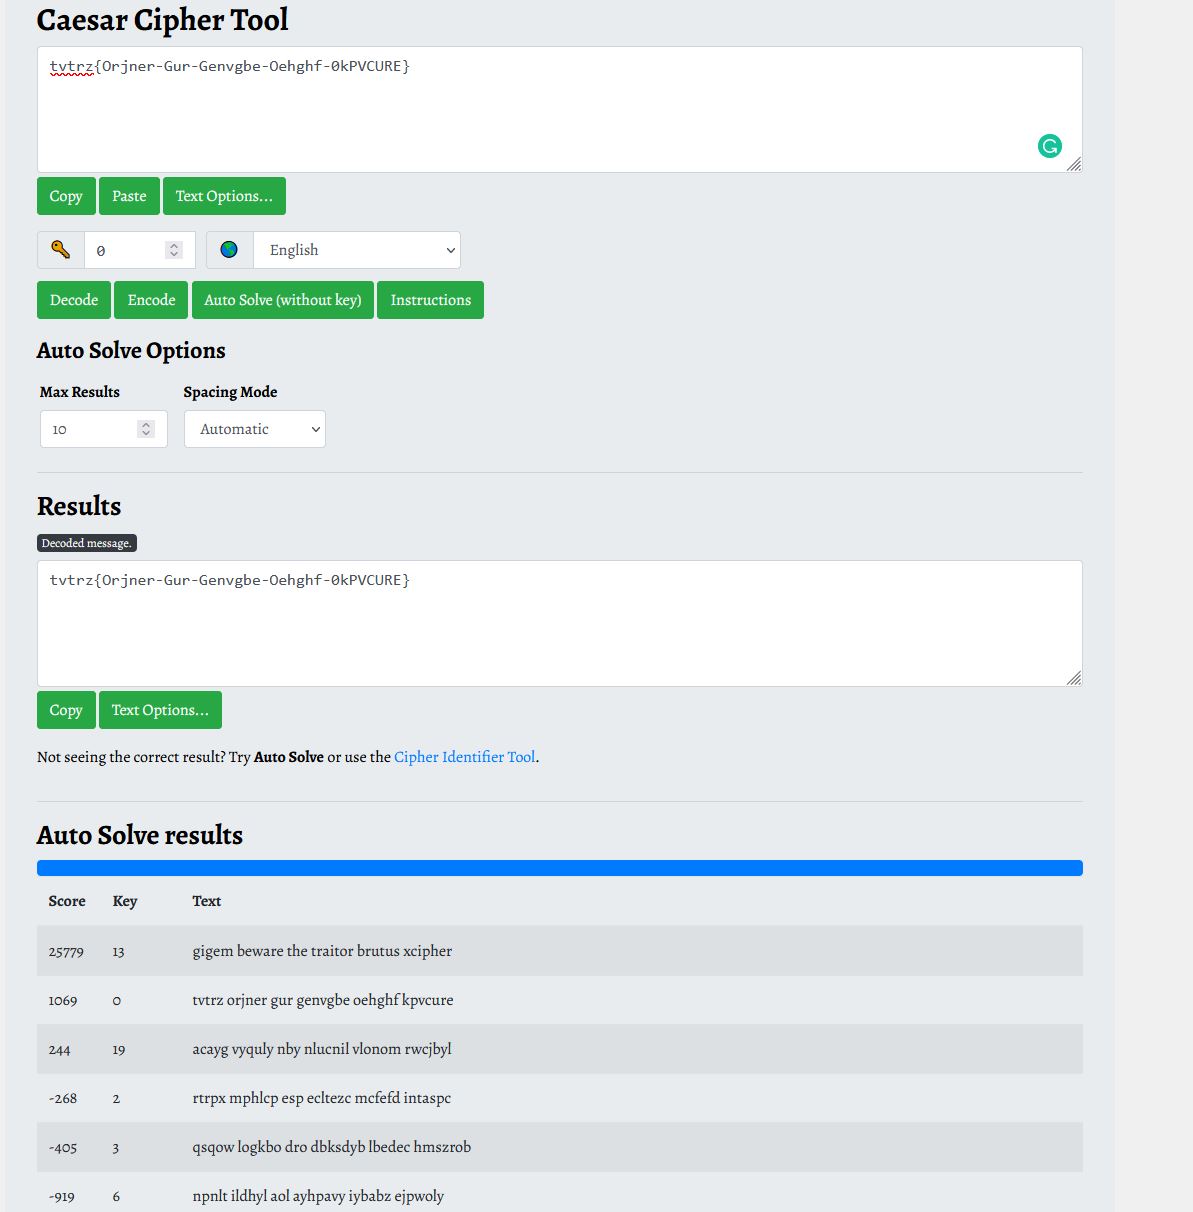 Caesar Cipher Tool
tvtrz{Orjner-Gur-Genvgbe-Oehghf-0kPVCURE}
Copy Paste Text Options...
0 English
Decode Encode Auto Solve (without key) Instructions
Auto Solve Options
Max Results Spacing Mode
10 Automatic
Results
Decoded message.
tvtrz{Orjner-Gur-Genvgbe-Oehghf-0kPVCURE}
Copy Text Options...
Not seeing the correct result? Try Auto Solve or use the Cipher Identifier Tool.
Auto Solve results
Score Key Text
25779 13 gigem beware the traitor brutus xcipher
1069 0 tvtrz orjner gur genvgbe oehghf kpvcure
244 19 acayg vyquly nby nlucnil vlonom rwcjbyl
-268 2 rtrpx mphlcp esp ecltezc mcfefd intaspc
-405 3 qsqow logkbo dro dbksdyb lbedec hmszrob
-919 6 npnlt ildhyl aol ayhpavy iybabz ejpwoly